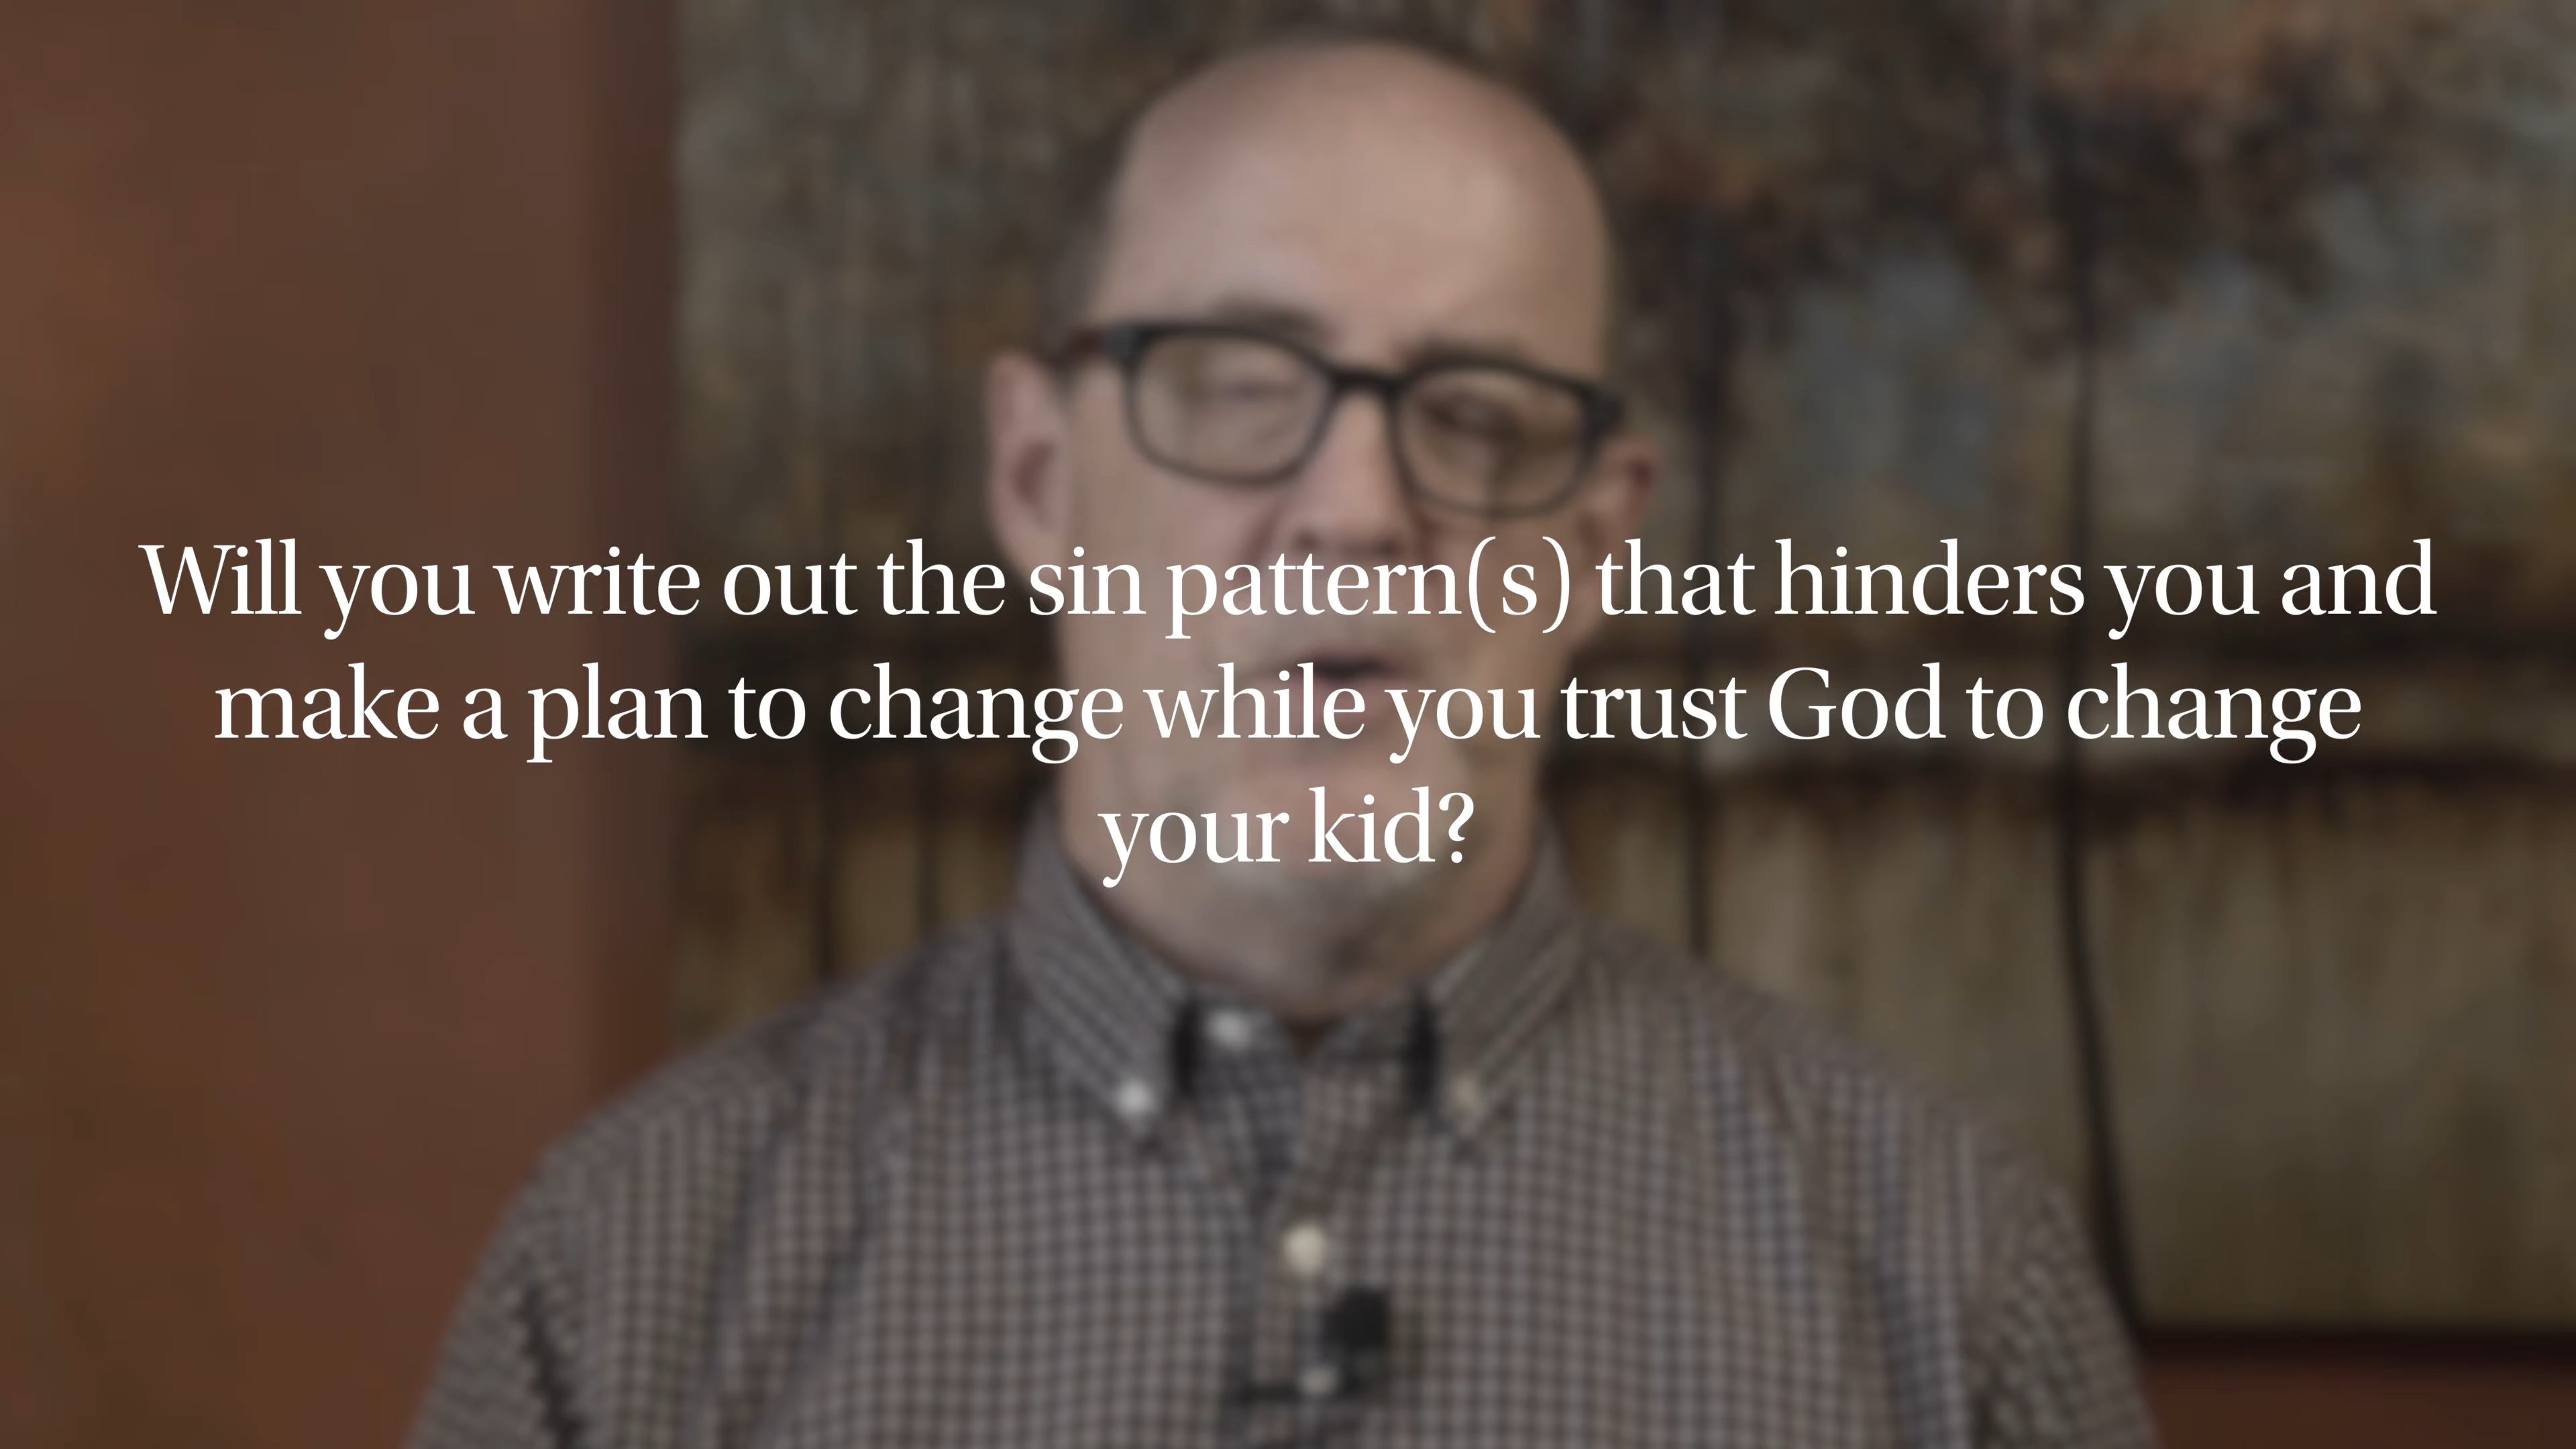 Will you write out the sin pattern(s) that hinders you and
make a plan to change while you trust God to change
your kid?